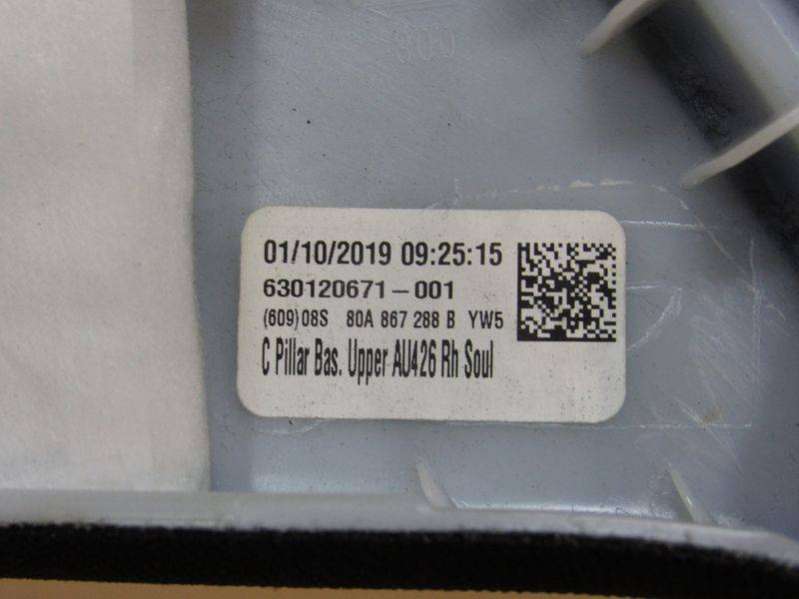 01/10/2019 09:25:15
630120671-001
(609)08S 80A 867 288 B YW5
C Pillar Bas. Upper AU426 Rh Soul